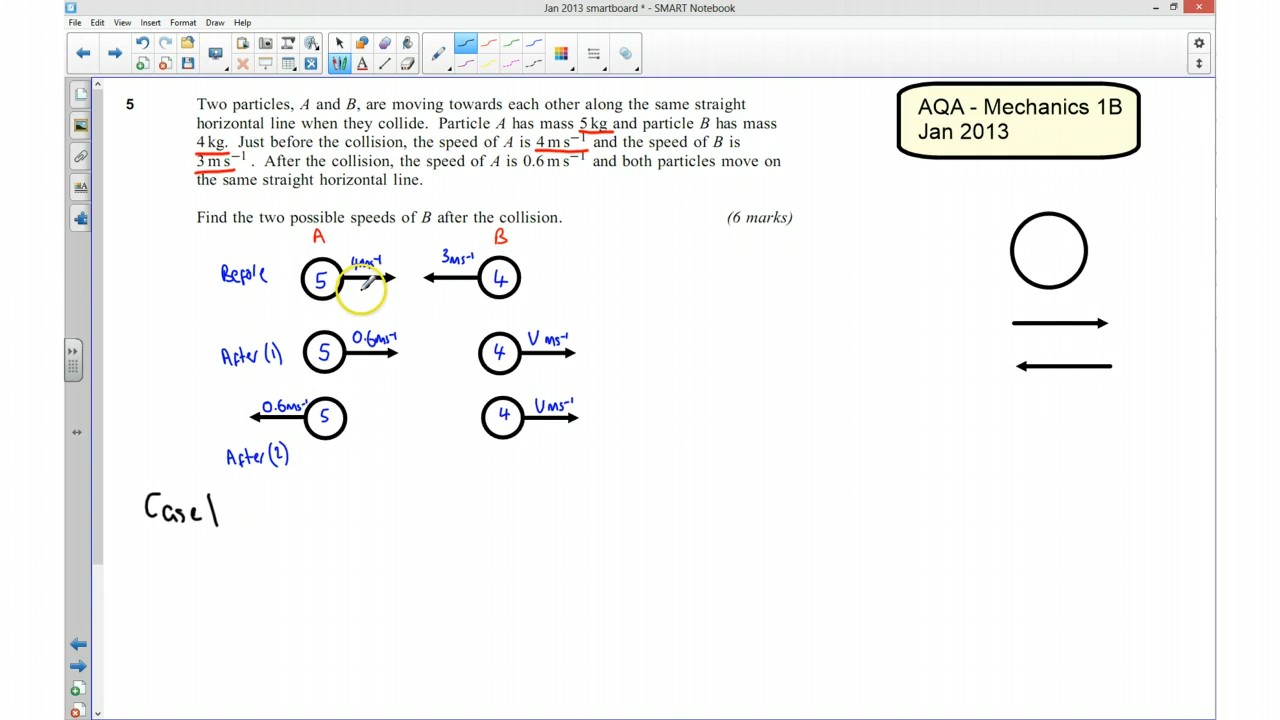 Jan 2013 smartboard * - SMART Notebook
File Edit View Insert Format Draw Help
5 Two particles, A and B, are moving towards each other along the same straight
horizontal line when they collide. Particle A has mass 5 kg and particle B has mass
4 kg. Just before the collision, the speed of A is 4 m s⁻¹ and the speed of B is
3 m s⁻¹. After the collision, the speed of A is 0.6 m s⁻¹ and both particles move on
the same straight horizontal line.
Find the two possible speeds of B after the collision. (6 marks)
AQA - Mechanics 1B
Jan 2013
A B
Before 5 4ms⁻¹ 3ms⁻¹ 4
After (1) 5 0.6ms⁻¹ 4 V ms⁻¹
0.6ms⁻¹ 5 4 V ms⁻¹
After (2)
Case 1